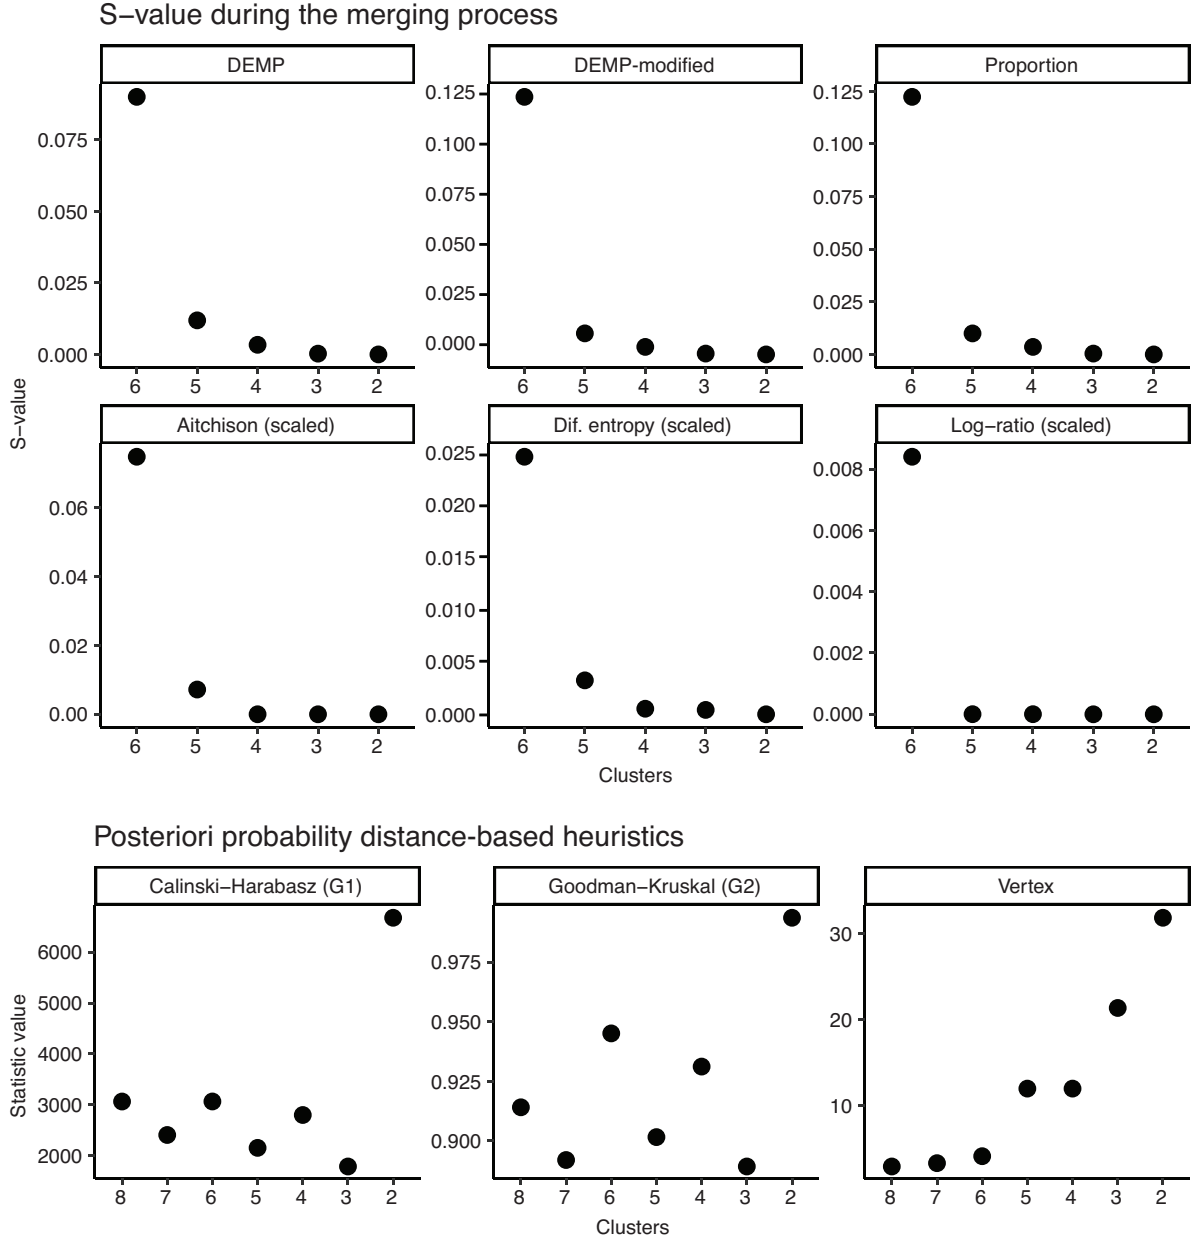 S−value during the merging process
DEMP
DEMP-modified
Proportion
0.075
0.050
0.025
0.000
6 5 4 3 2
0.125
0.100
0.075
0.050
0.025
0.000
6 5 4 3 2
0.125
0.100
0.075
0.050
0.025
0.000
6 5 4 3 2
S−value
Aitchison (scaled)
Dif. entropy (scaled)
Log−ratio (scaled)
0.06
0.04
0.02
0.00
6 5 4 3 2
0.025
0.020
0.015
0.010
0.005
0.000
6 5 4 3 2
0.008
0.006
0.004
0.002
0.000
6 5 4 3 2
Clusters
Posteriori probability distance-based heuristics
Calinski−Harabasz (G1)
Goodman−Kruskal (G2)
Vertex
Statistic value
6000
5000
4000
3000
2000
8 7 6 5 4 3 2
0.975
0.950
0.925
0.900
8 7 6 5 4 3 2
30
20
10
8 7 6 5 4 3 2
Clusters